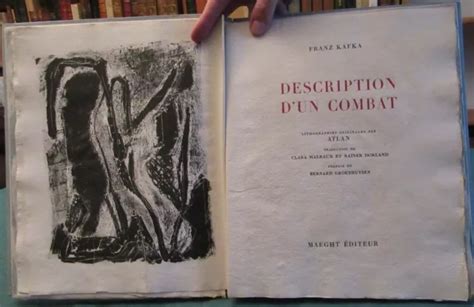 FRANZ KAFKA
DESCRIPTION
D'UN COMBAT
LITHOGRAPHIES ORIGINALES PAR
ATLAN
TRADUCTION DE
CLARA MALRAUX ET RAINER DORLAND
PRÉFACE DE
BERNARD GROETHUYSEN
MAEGHT ÉDITEUR